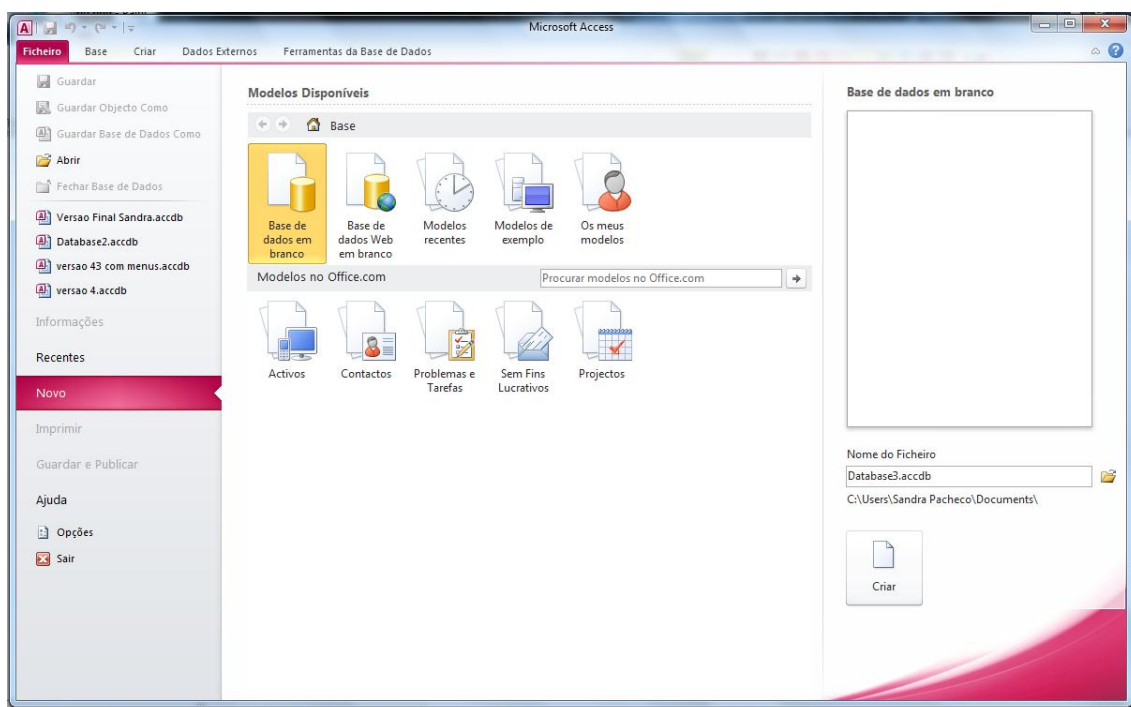 Microsoft Access
Ficheiro Base Criar Dados Externos Ferramentas da Base de Dados
Guardar
Guardar Objecto Como
Guardar Base de Dados Como
Abrir
Fechar Base de Dados
Versao Final Sandra.accdb
Database2.accdb
versao 43 com menus.accdb
versao 4.accdb
Informações
Recentes
Novo
Imprimir
Guardar e Publicar
Ajuda
Opções
Sair
Modelos Disponíveis
Base
Base de dados em branco
Base de dados Web em branco
Modelos recentes
Modelos de exemplo
Os meus modelos
Modelos no Office.com
Procurar modelos no Office.com
Activos
Contactos
Problemas e Tarefas
Sem Fins Lucrativos
Projectos
Base de dados em branco
Nome do Ficheiro
Database3.accdb
C:\Users\Sandra Pacheco\Documents\
Criar